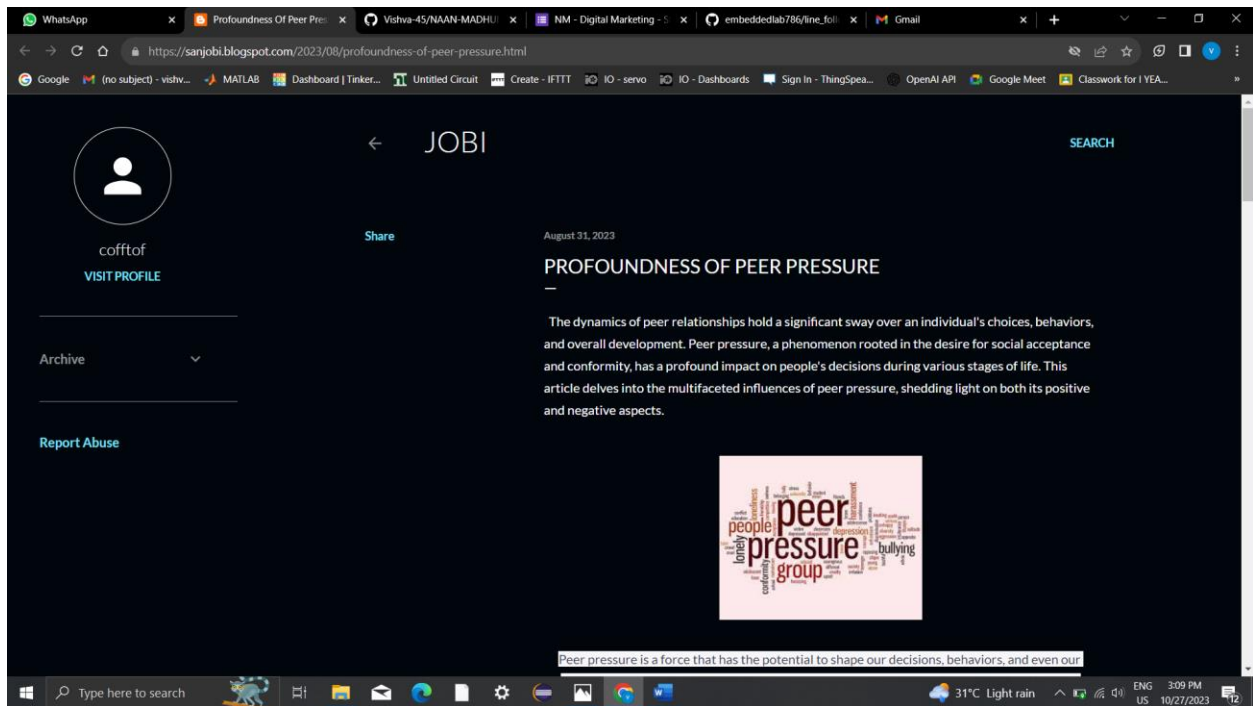 WhatsApp
Profoundness Of Peer Pres
Vishva-45/NAAN-MADHU
NM - Digital Marketing - S
embeddedlab786/line_foll
Gmail
https://sanjobi.blogspot.com/2023/08/profoundness-of-peer-pressure.html
Google
(no subject) - vishv...
MATLAB
Dashboard | Tinker...
Untitled Circuit
Create - IFTTT
IO - servo
IO - Dashboards
Sign In - ThingSpea...
OpenAI API
Google Meet
Classwork for I YEA...
»
JOBI
SEARCH
cofftof
VISIT PROFILE
Archive
Report Abuse
Share
August 31, 2023
PROFOUNDNESS OF PEER PRESSURE
The dynamics of peer relationships hold a significant sway over an individual's choices, behaviors,
and overall development. Peer pressure, a phenomenon rooted in the desire for social acceptance
and conformity, has a profound impact on people's decisions during various stages of life. This
article delves into the multifaceted influences of peer pressure, shedding light on both its positive
and negative aspects.
peer
pressure
people
group
lonely
loneliness
conformity
depression
harassment
bullying
Peer pressure is a force that has the potential to shape our decisions, behaviors, and even our
Type here to search
31°C Light rain
ENG
US
3:09 PM
10/27/2023
12